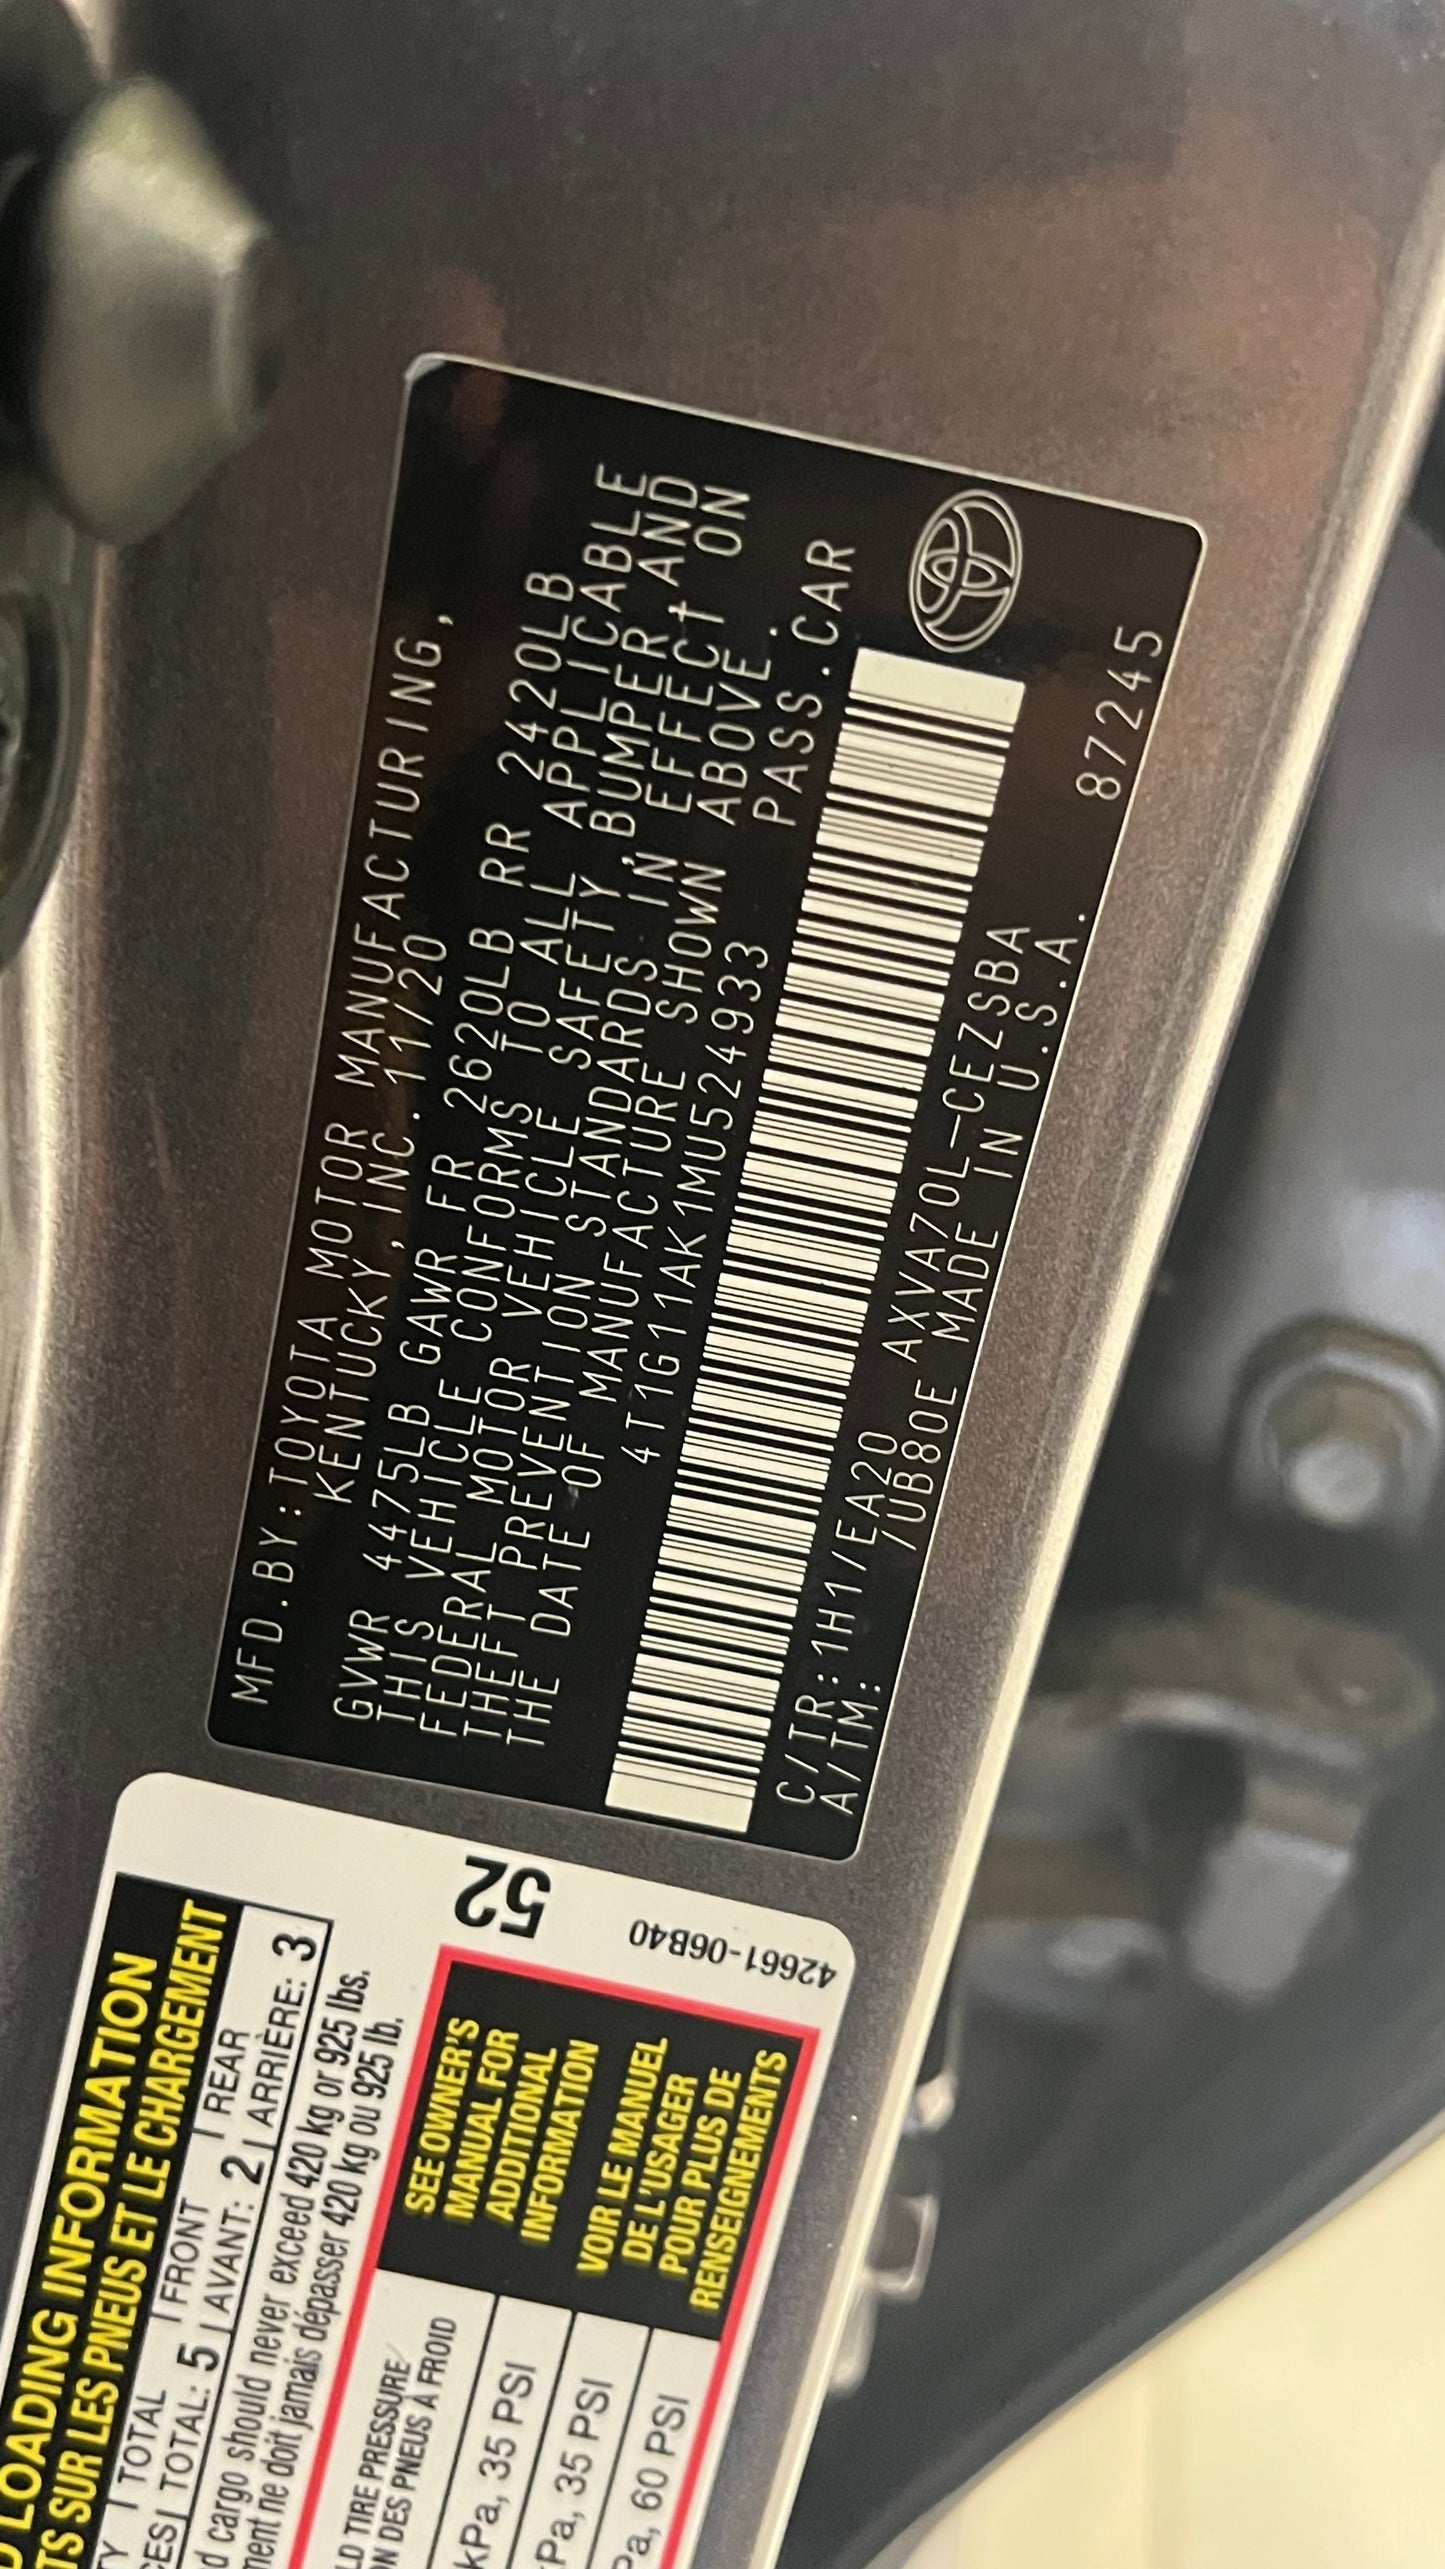 MFD.BY:TOYOTA MOTOR MANUFACTURING,
KENTUCKY,INC.11/20
GVWR 4475LB GAWR FR 2620LB RR 2420LB
THIS VEHICLE CONFORMS TO ALL APPLICABLE
FEDERAL MOTOR VEHICLE SAFETY,BUMPER AND
THEFT PREVENTION STANDARDS IN EFFECT ON
THE DATE OF MANUFACTURE SHOWN ABOVE.
4T1G11AK1MU524933 PASS.CAR
C/TR:1H1/EA20 AXVA70L-CEZSBA 87245
A/TM: /UB80E MADE IN U.S.A.
LOADING INFORMATION
SUR LES PNEUS ET LE CHARGEMENT
TOTAL FRONT REAR
TOTAL: 5 AVANT: 2 ARRIÈRE: 3
cargo should never exceed 420 kg or 925 lbs.
ne doit jamais dépasser 420 kg ou 925 lb.
TIRE PRESSURE
DES PNEUS À FROID
kPa, 35 PSI
35 PSI
60 PSI
SEE OWNER'S
MANUAL FOR
ADDITIONAL
INFORMATION
VOIR LE MANUEL
DE L'USAGER
POUR PLUS DE
RENSEIGNEMENTS
52
42661-06B40